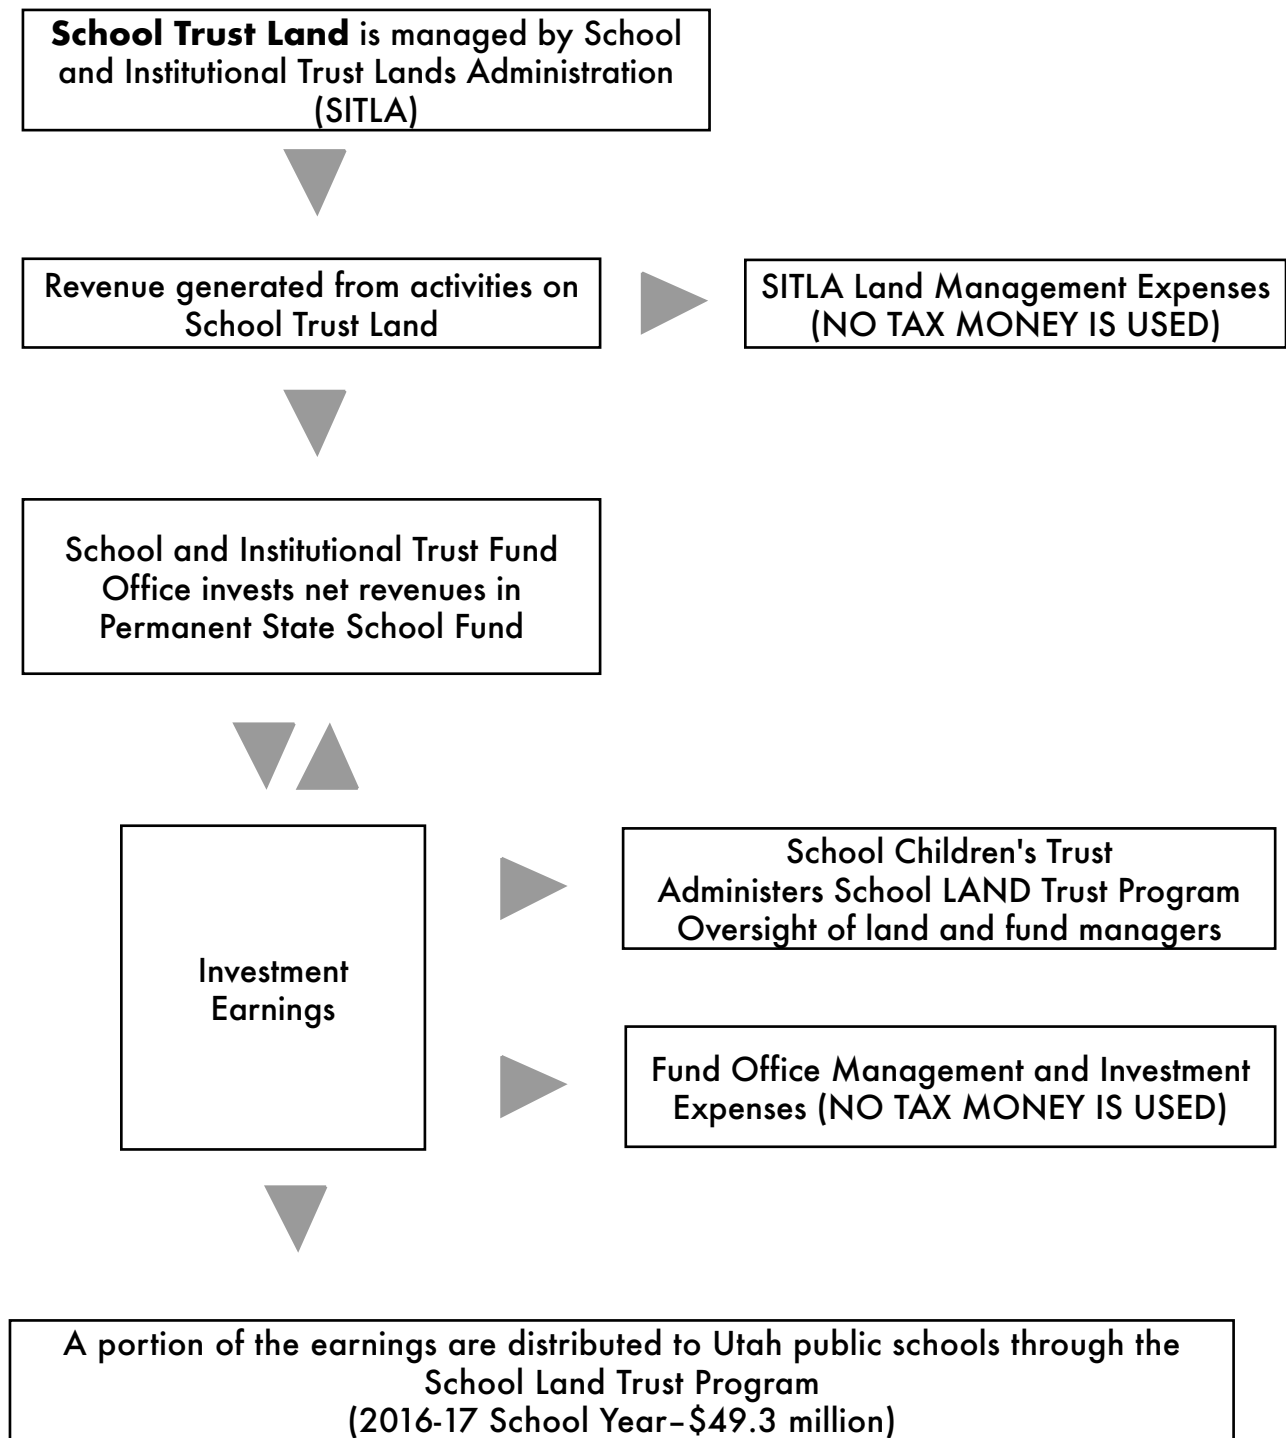 School Trust Land is managed by School
and Institutional Trust Lands Administration
(SITLA)
Revenue generated from activities on
School Trust Land
SITLA Land Management Expenses
(NO TAX MONEY IS USED)
School and Institutional Trust Fund
Office invests net revenues in
Permanent State School Fund
Investment
Earnings
School Children's Trust
Administers School LAND Trust Program
Oversight of land and fund managers
Fund Office Management and Investment
Expenses (NO TAX MONEY IS USED)
A portion of the earnings are distributed to Utah public schools through the
School Land Trust Program
(2016-17 School Year–$49.3 million)